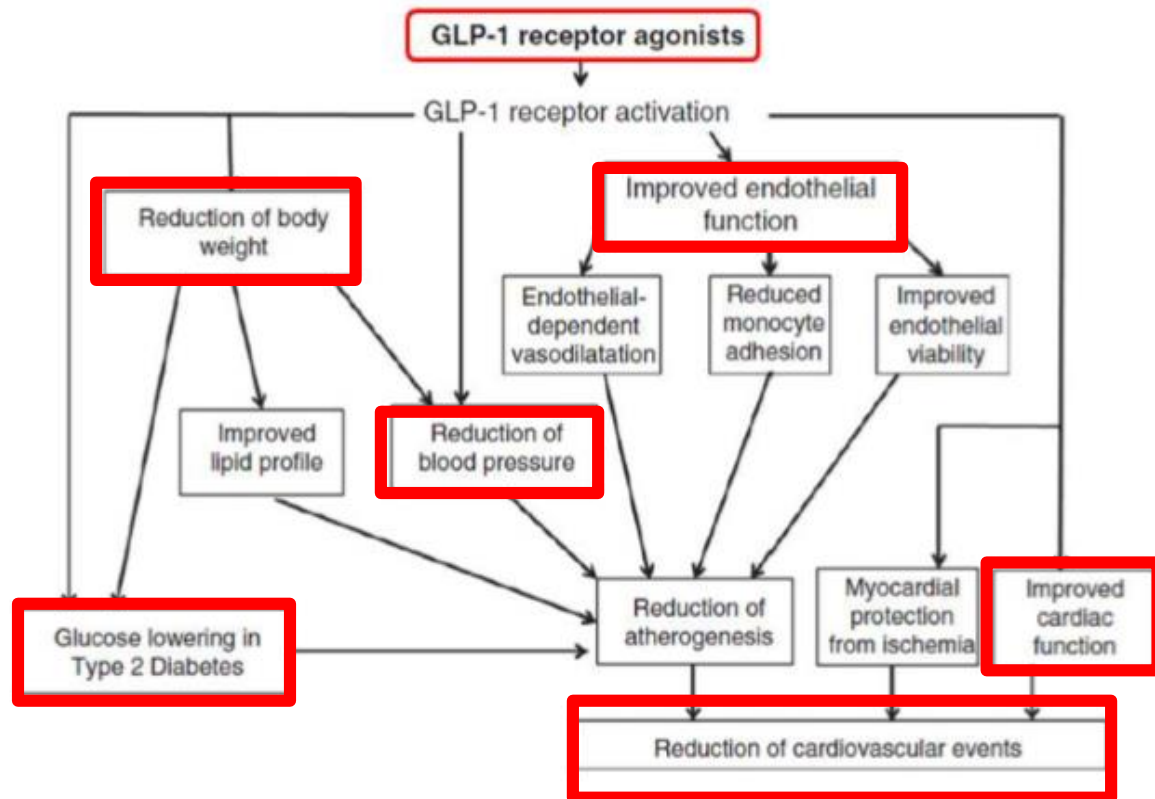 GLP-1 receptor agonists
GLP-1 receptor activation
Reduction of body
weight
Improved endothelial
function
Endothelial-
dependent
vasodilatation
Reduced
monocyte
adhesion
Improved
endothelial
viability
Improved
lipid profile
Reduction of
blood pressure
Glucose lowering in
Type 2 Diabetes
Reduction of
atherogenesis
Myocardial
protection
from ischemia
Improved
cardiac
function
Reduction of cardiovascular events